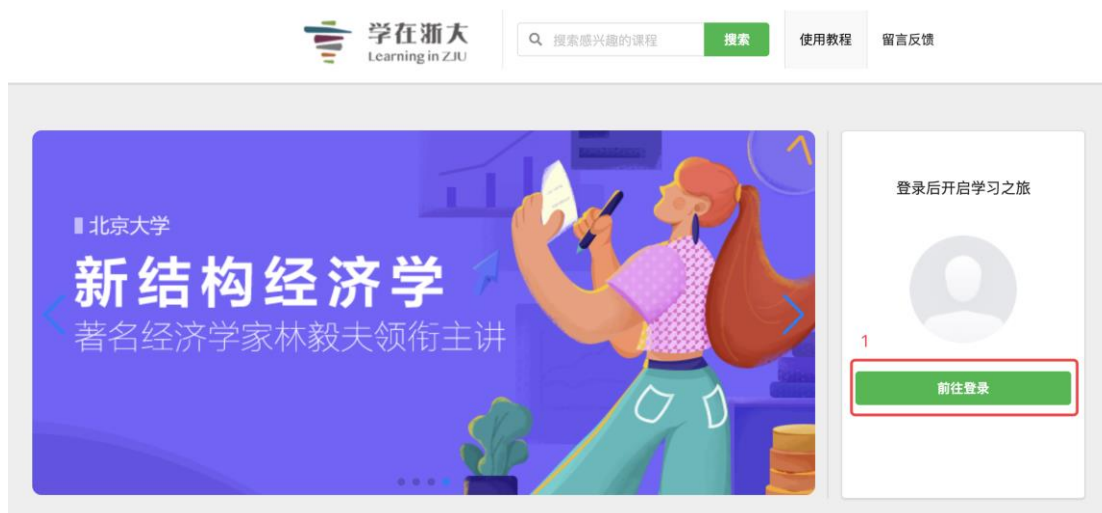 学在浙大
Learning in ZJU
搜索感兴趣的课程
搜索
使用教程
留言反馈
北京大学
新结构经济学
著名经济学家林毅夫领衔主讲
登录后开启学习之旅
1
前往登录